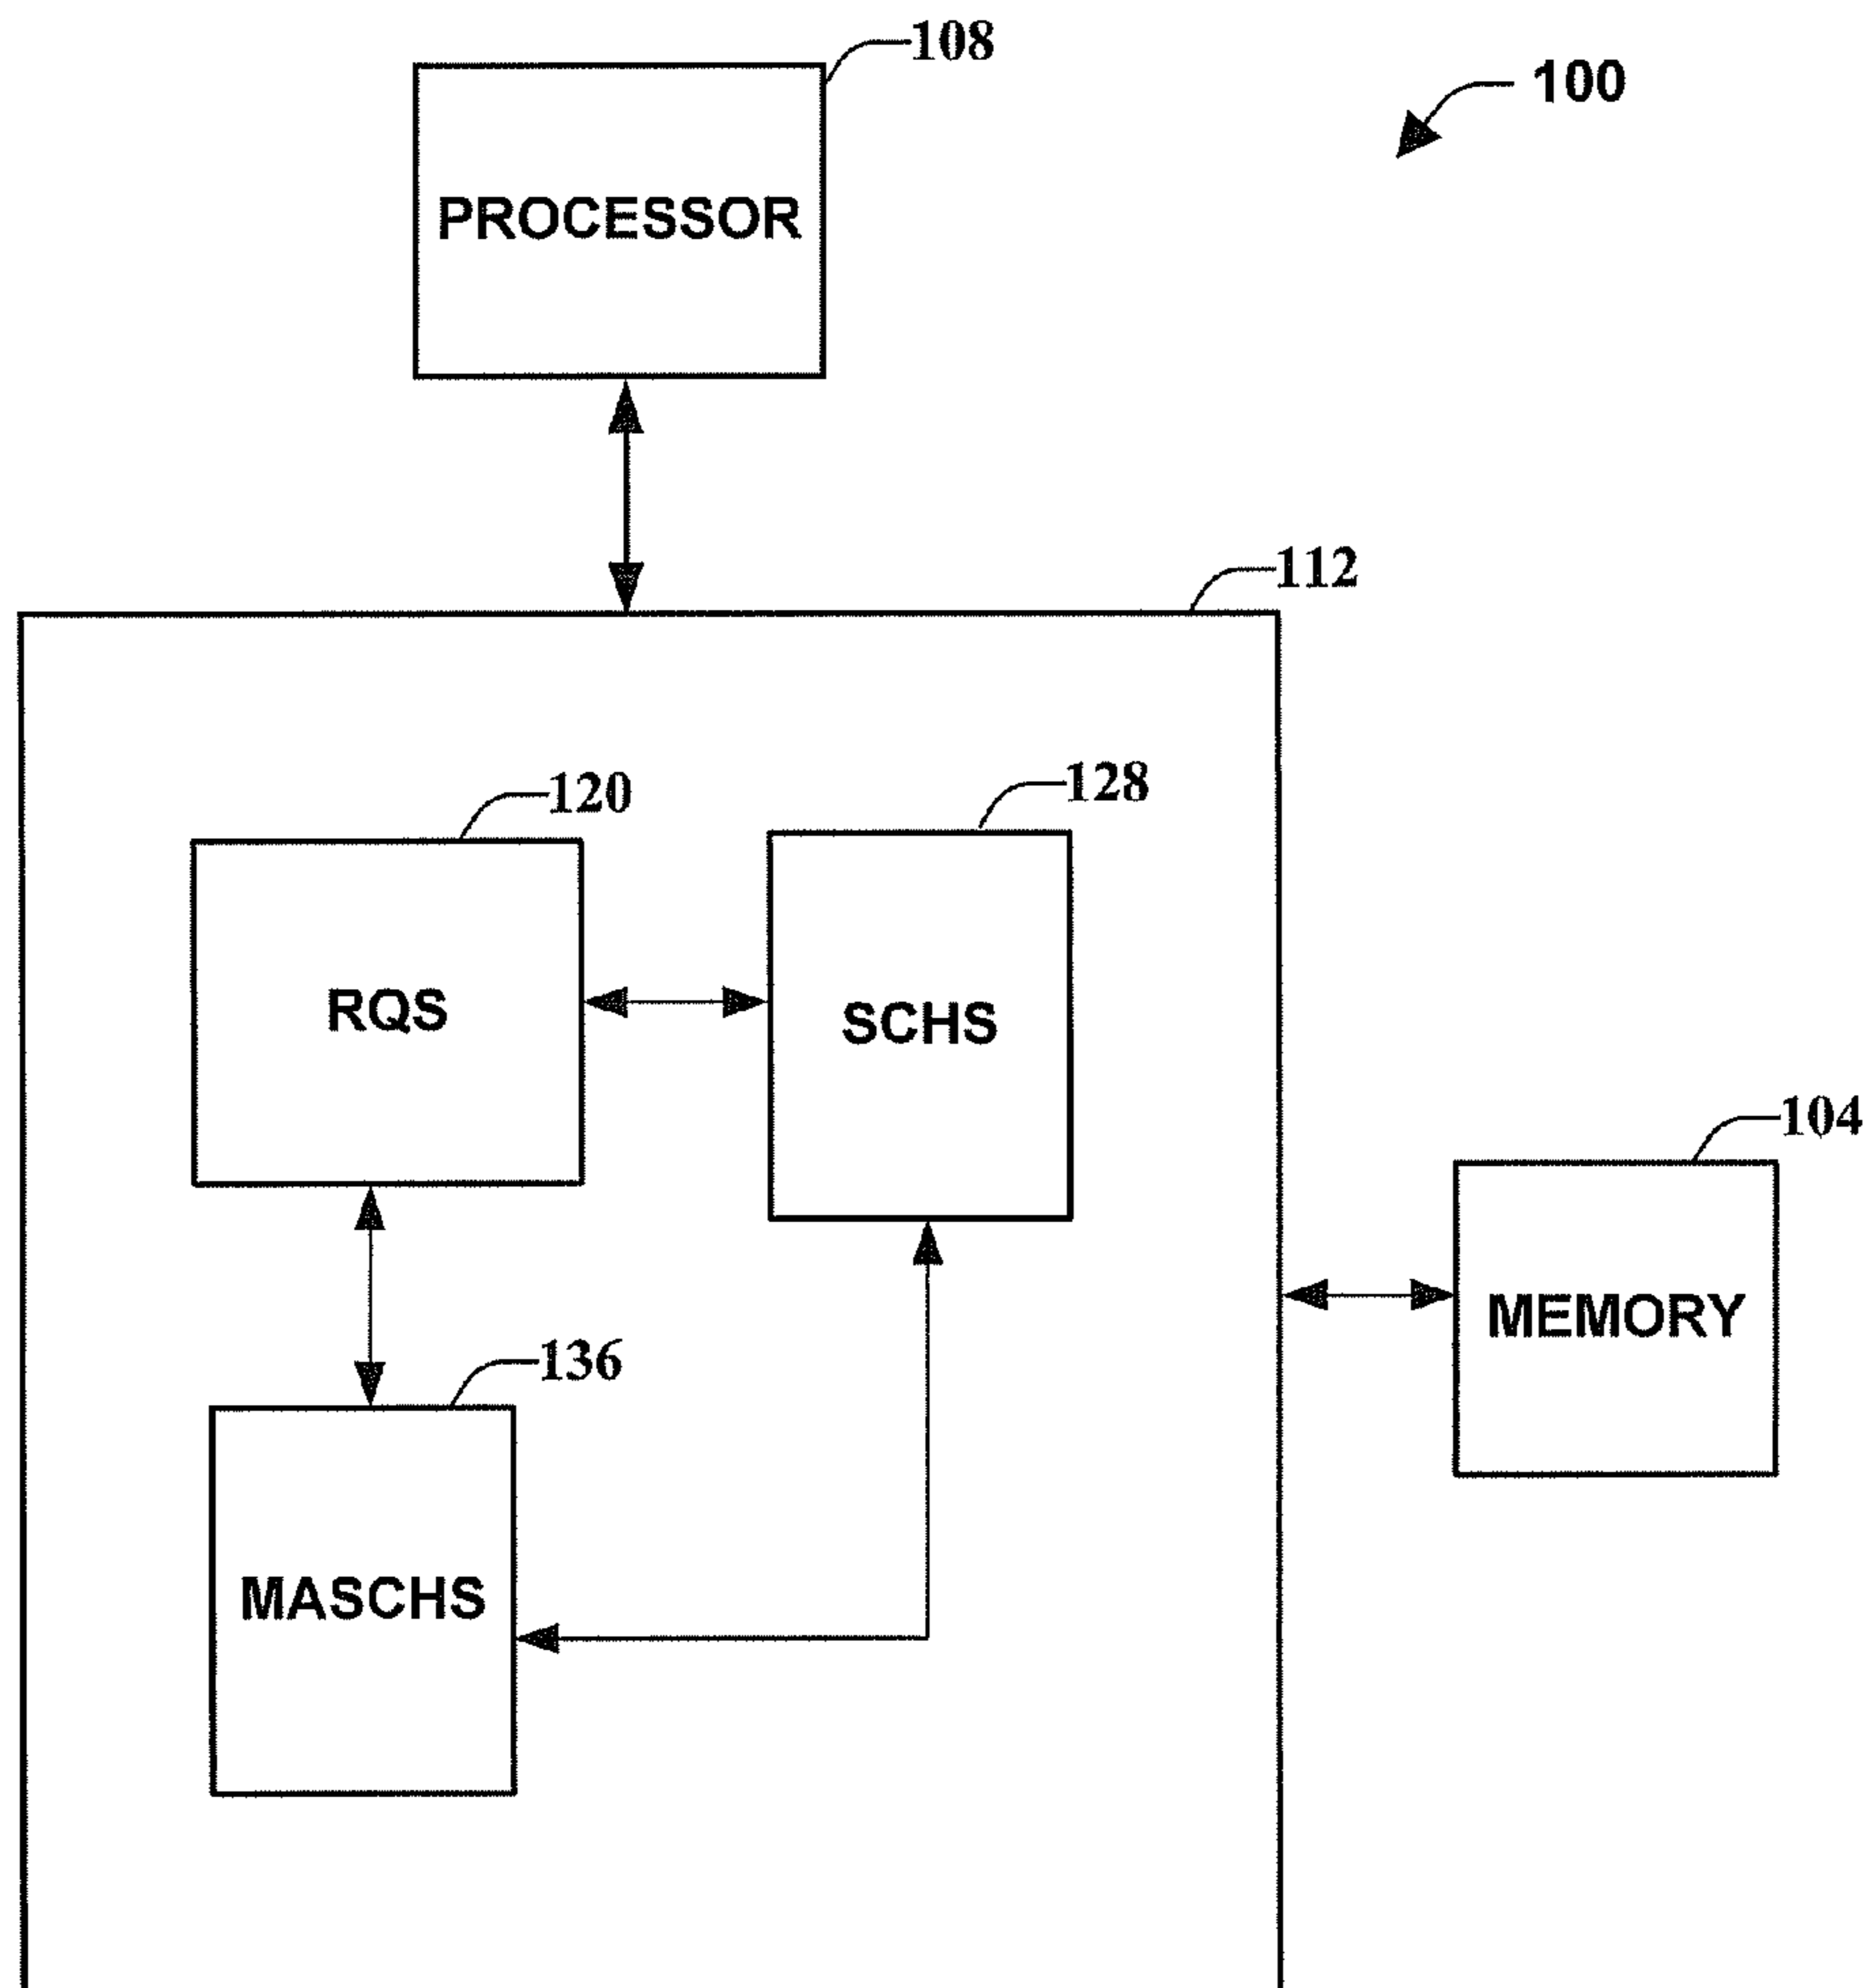 108
100
PROCESSOR
112
120
128
RQS
SCHS
104
MEMORY
136
MASCHS